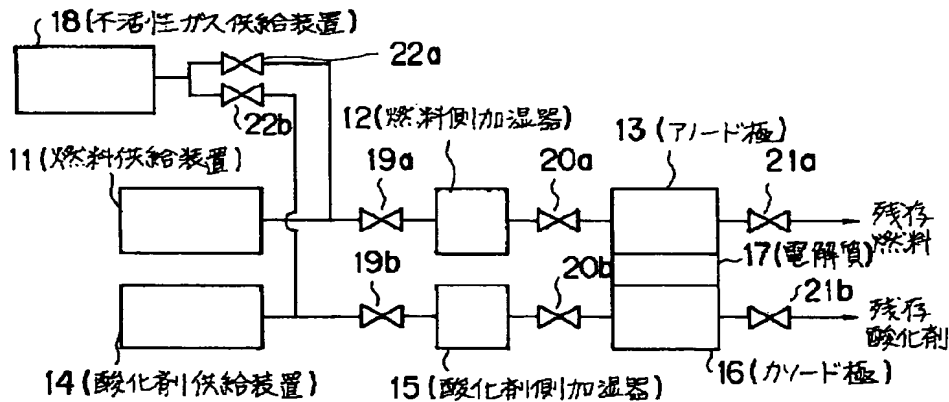 18(不活性ガス供給装置)
22a
22b
12(燃料側加湿器)
13(アノード極)
11(燃料供給装置)
19a
20a
21a
残存
燃料
17(電解質)
19b
20b
21b
残存
酸化剤
14(酸化剤供給装置)
15(酸化剤側加湿器)
16(カソード極)